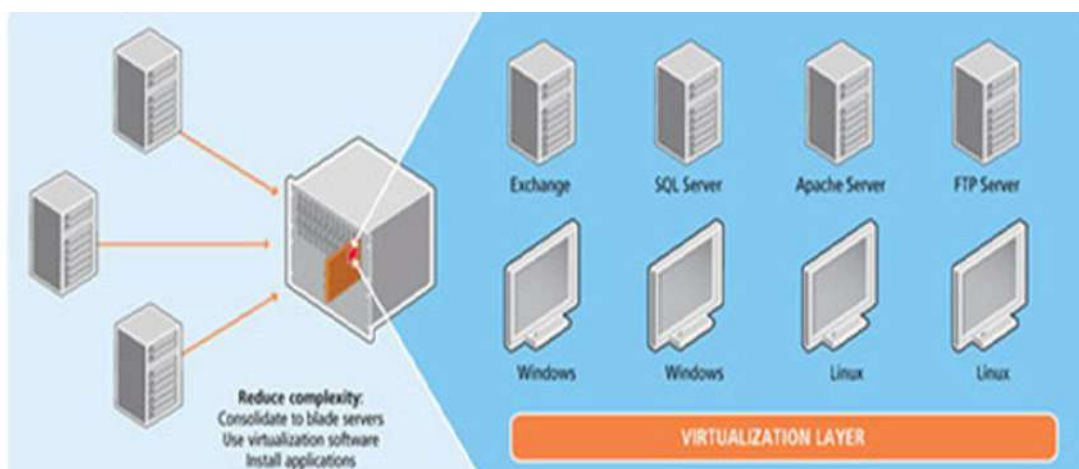 Exchange
SQL Server
Apache Server
FTP Server
Windows
Windows
Linux
Linux
Reduce complexity:
Consolidate to blade servers
Use virtualization software
Install applications
VIRTUALIZATION LAYER